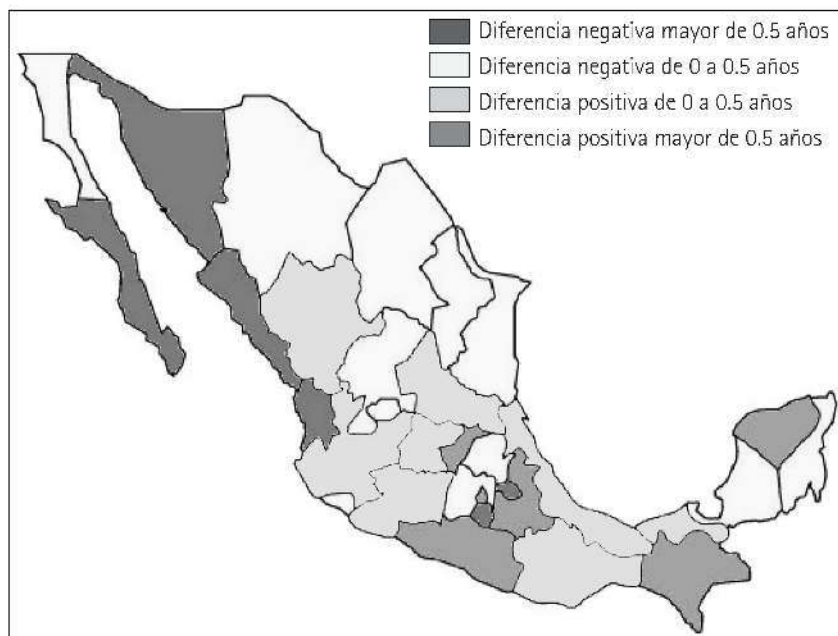 Diferencia negativa mayor de 0.5 años
Diferencia negativa de 0 a 0.5 años
Diferencia positiva de 0 a 0.5 años
Diferencia positiva mayor de 0.5 años